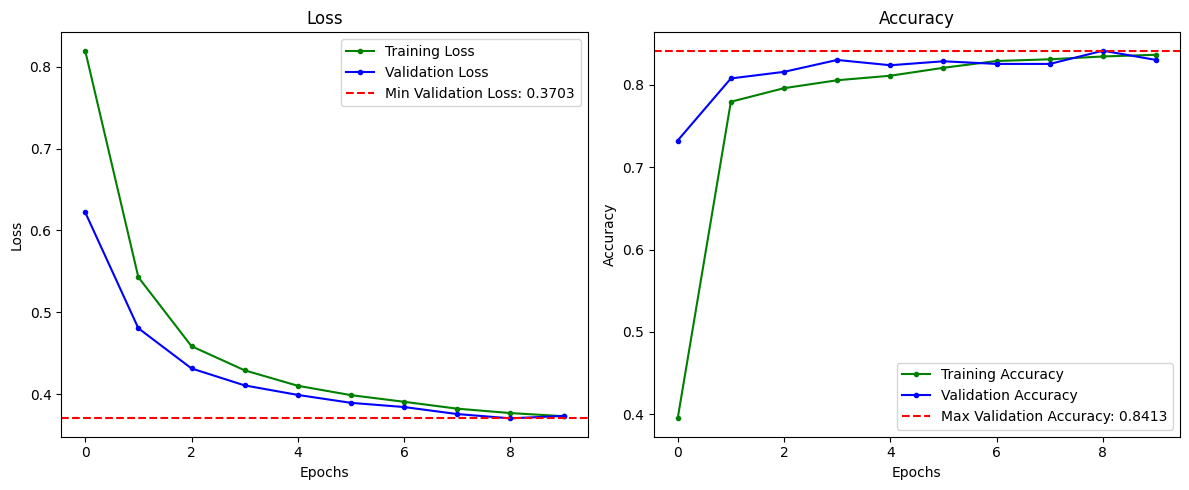 Loss
Training Loss
Validation Loss
Min Validation Loss: 0.3703
0.8
0.7
0.6
0.5
0.4
Loss
0 2 4 6 8
Epochs
Accuracy
0.8
0.7
0.6
0.5
0.4
Accuracy
Training Accuracy
Validation Accuracy
Max Validation Accuracy: 0.8413
0 2 4 6 8
Epochs